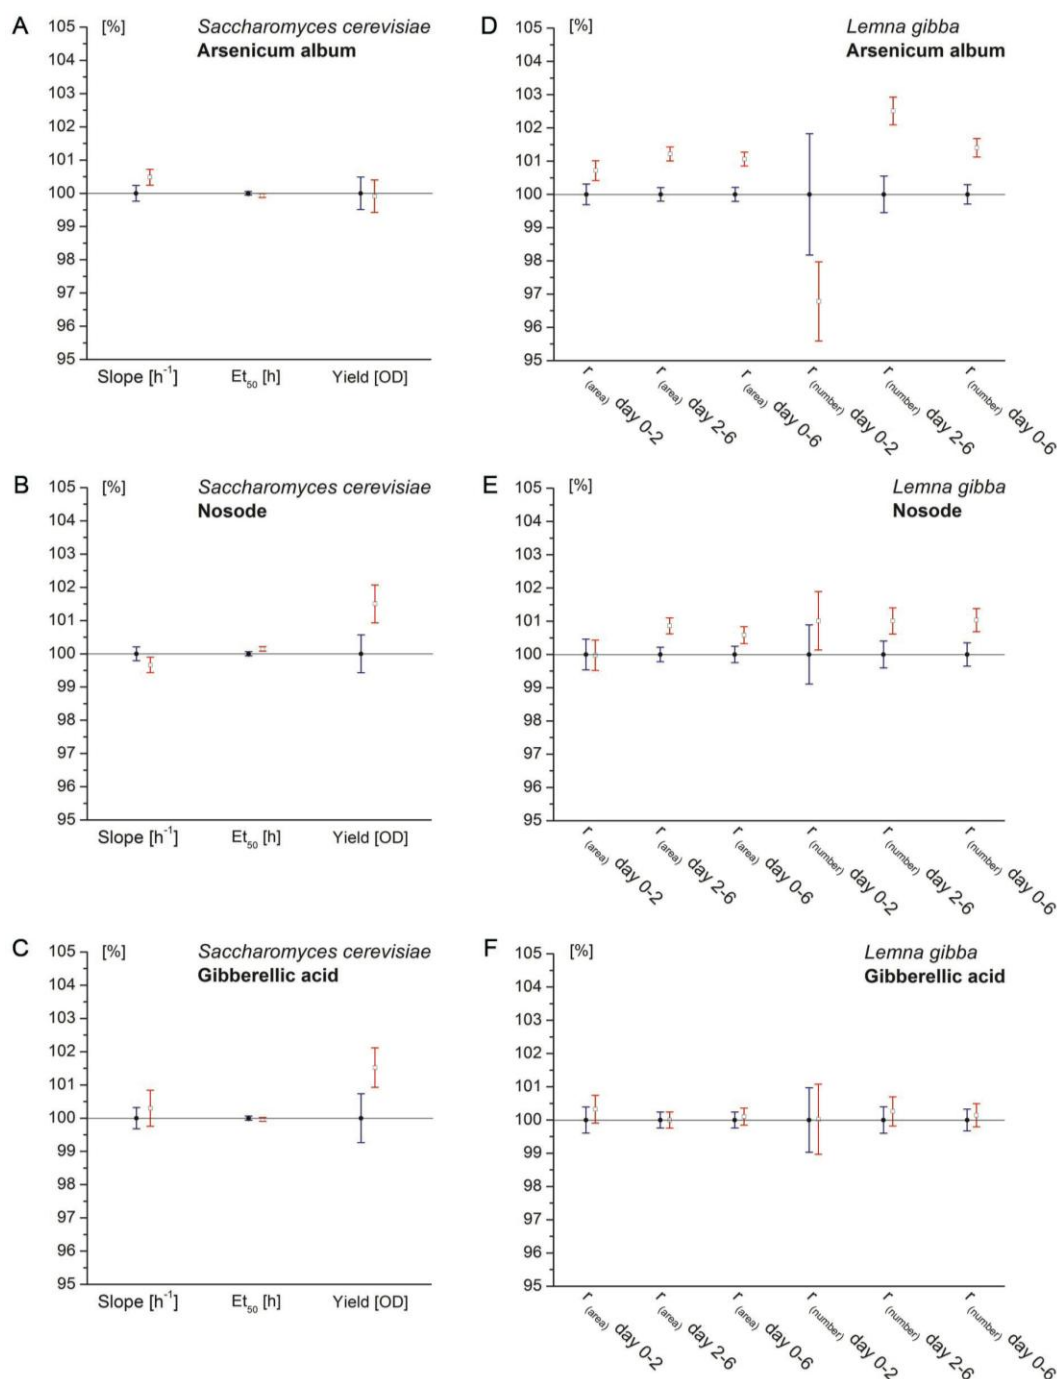 A
[%]
Saccharomyces cerevisiae
Arsenicum album
105
104
103
102
101
100
99
98
97
96
95
Slope [h⁻¹]
Et₅₀ [h]
Yield [OD]
D
[%]
Lemna gibba
Arsenicum album
105
104
103
102
101
100
99
98
97
96
95
r (area) day 0-2
r (area) day 2-6
r (area) day 0-6
r (number) day 0-2
r (number) day 2-6
r (number) day 0-6
B
[%]
Saccharomyces cerevisiae
Nosode
105
104
103
102
101
100
99
98
97
96
95
Slope [h⁻¹]
Et₅₀ [h]
Yield [OD]
E
[%]
Lemna gibba
Nosode
105
104
103
102
101
100
99
98
97
96
95
r (area) day 0-2
r (area) day 2-6
r (area) day 0-6
r (number) day 0-2
r (number) day 2-6
r (number) day 0-6
C
[%]
Saccharomyces cerevisiae
Gibberellic acid
105
104
103
102
101
100
99
98
97
96
95
Slope [h⁻¹]
Et₅₀ [h]
Yield [OD]
F
[%]
Lemna gibba
Gibberellic acid
105
104
103
102
101
100
99
98
97
96
95
r (area) day 0-2
r (area) day 2-6
r (area) day 0-6
r (number) day 0-2
r (number) day 2-6
r (number) day 0-6